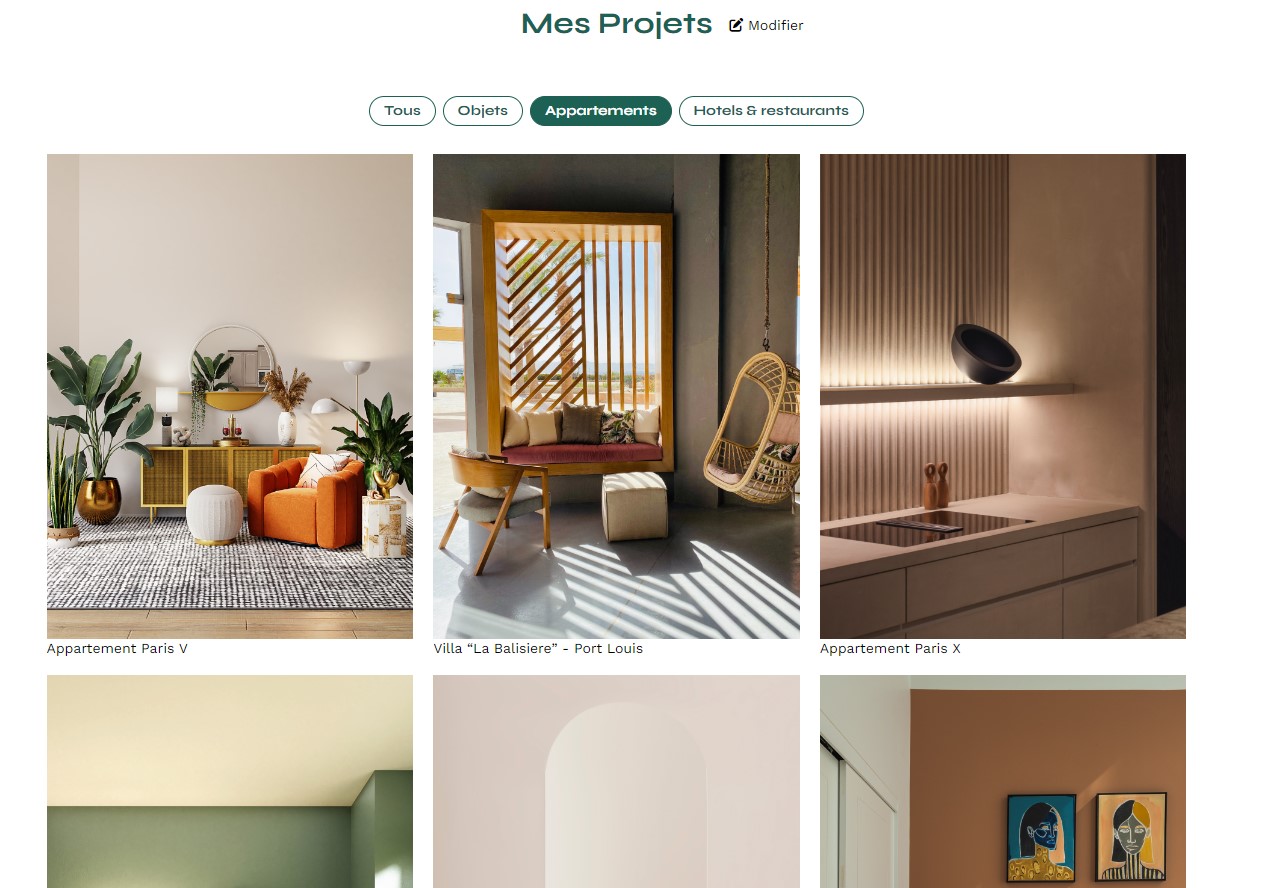 Mes Projets
Modifier
Tous
Objets
Appartements
Hotels & restaurants
Appartement Paris V
Villa “La Balisiere” - Port Louis
Appartement Paris X